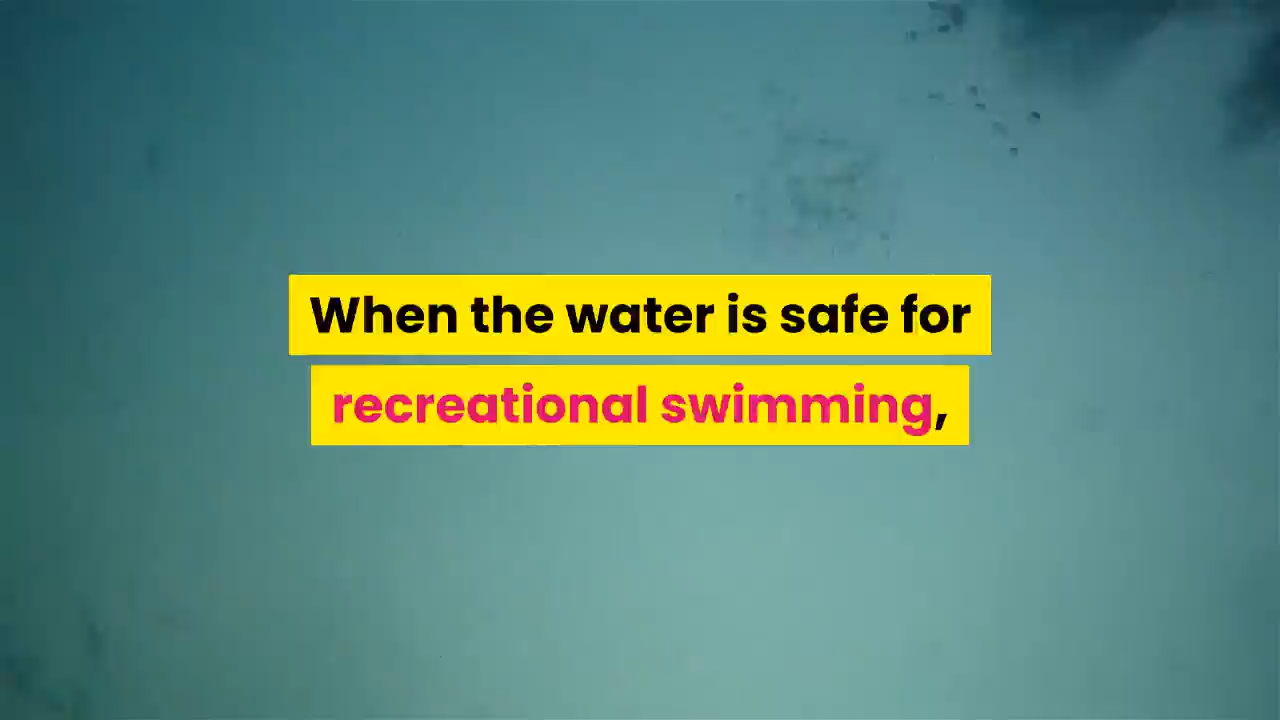 When the water is safe for
recreational swimming,